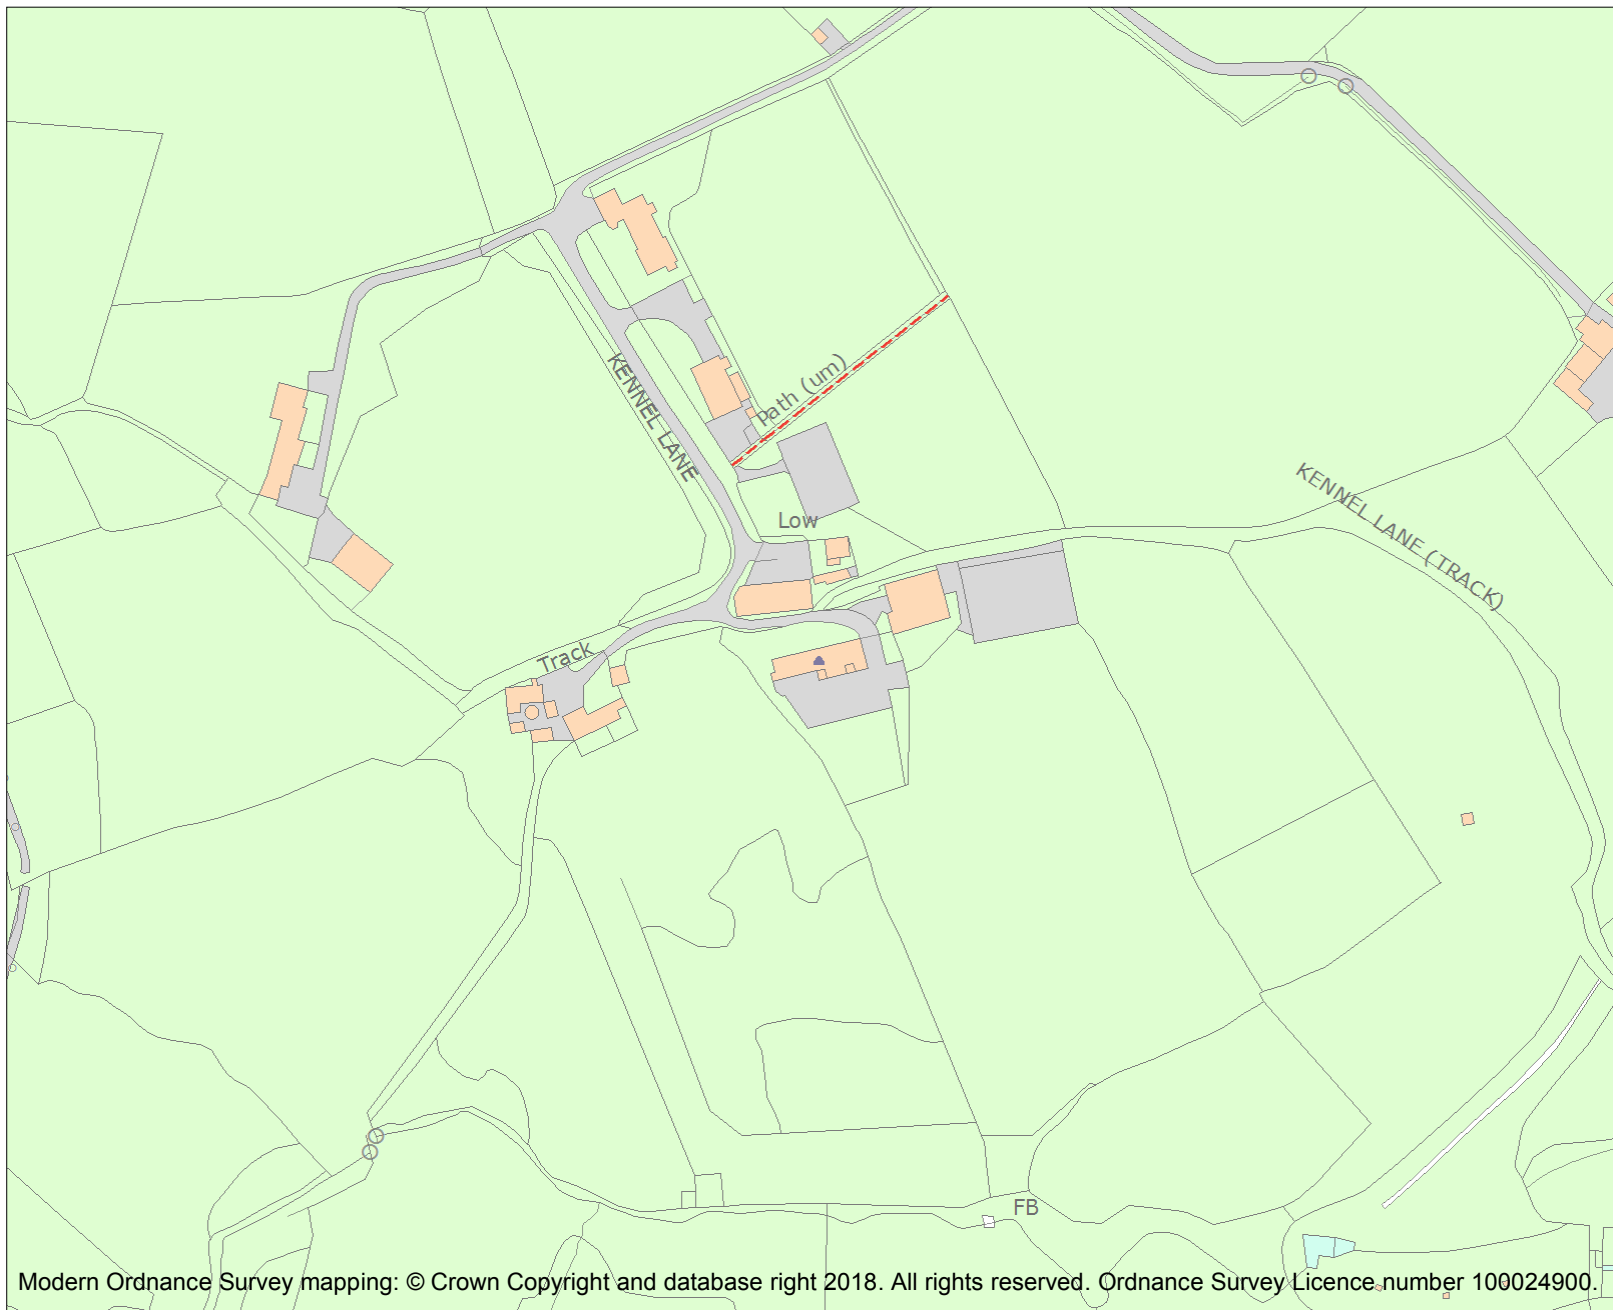 KENNEL LANE
Path (um)
KENNEL LANE (TRACK)
Low
Track
FB
Modern Ordnance Survey mapping: © Crown Copyright and database right 2018. All rights reserved. Ordnance Survey Licence number 100024900.